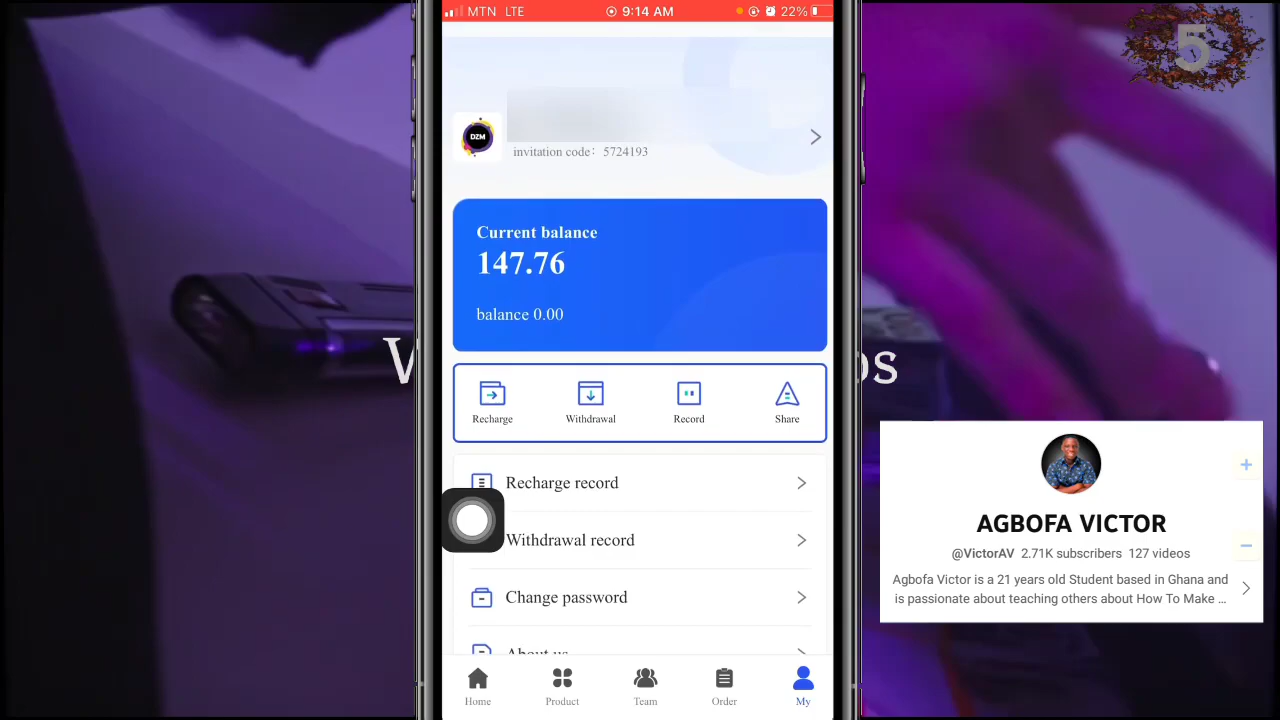 MTN LTE 9:14 AM 22%
5
DZM
invitation code: 5724193
Current balance
147.76
balance 0.00
Recharge Withdrawal Record Share
Recharge record
Withdrawal record
Change password
About us
Home Product Team Order My
AGBOFA VICTOR
@VictorAV 2.71K subscribers 127 videos
Agbofa Victor is a 21 years old Student based in Ghana and
is passionate about teaching others about How To Make ...